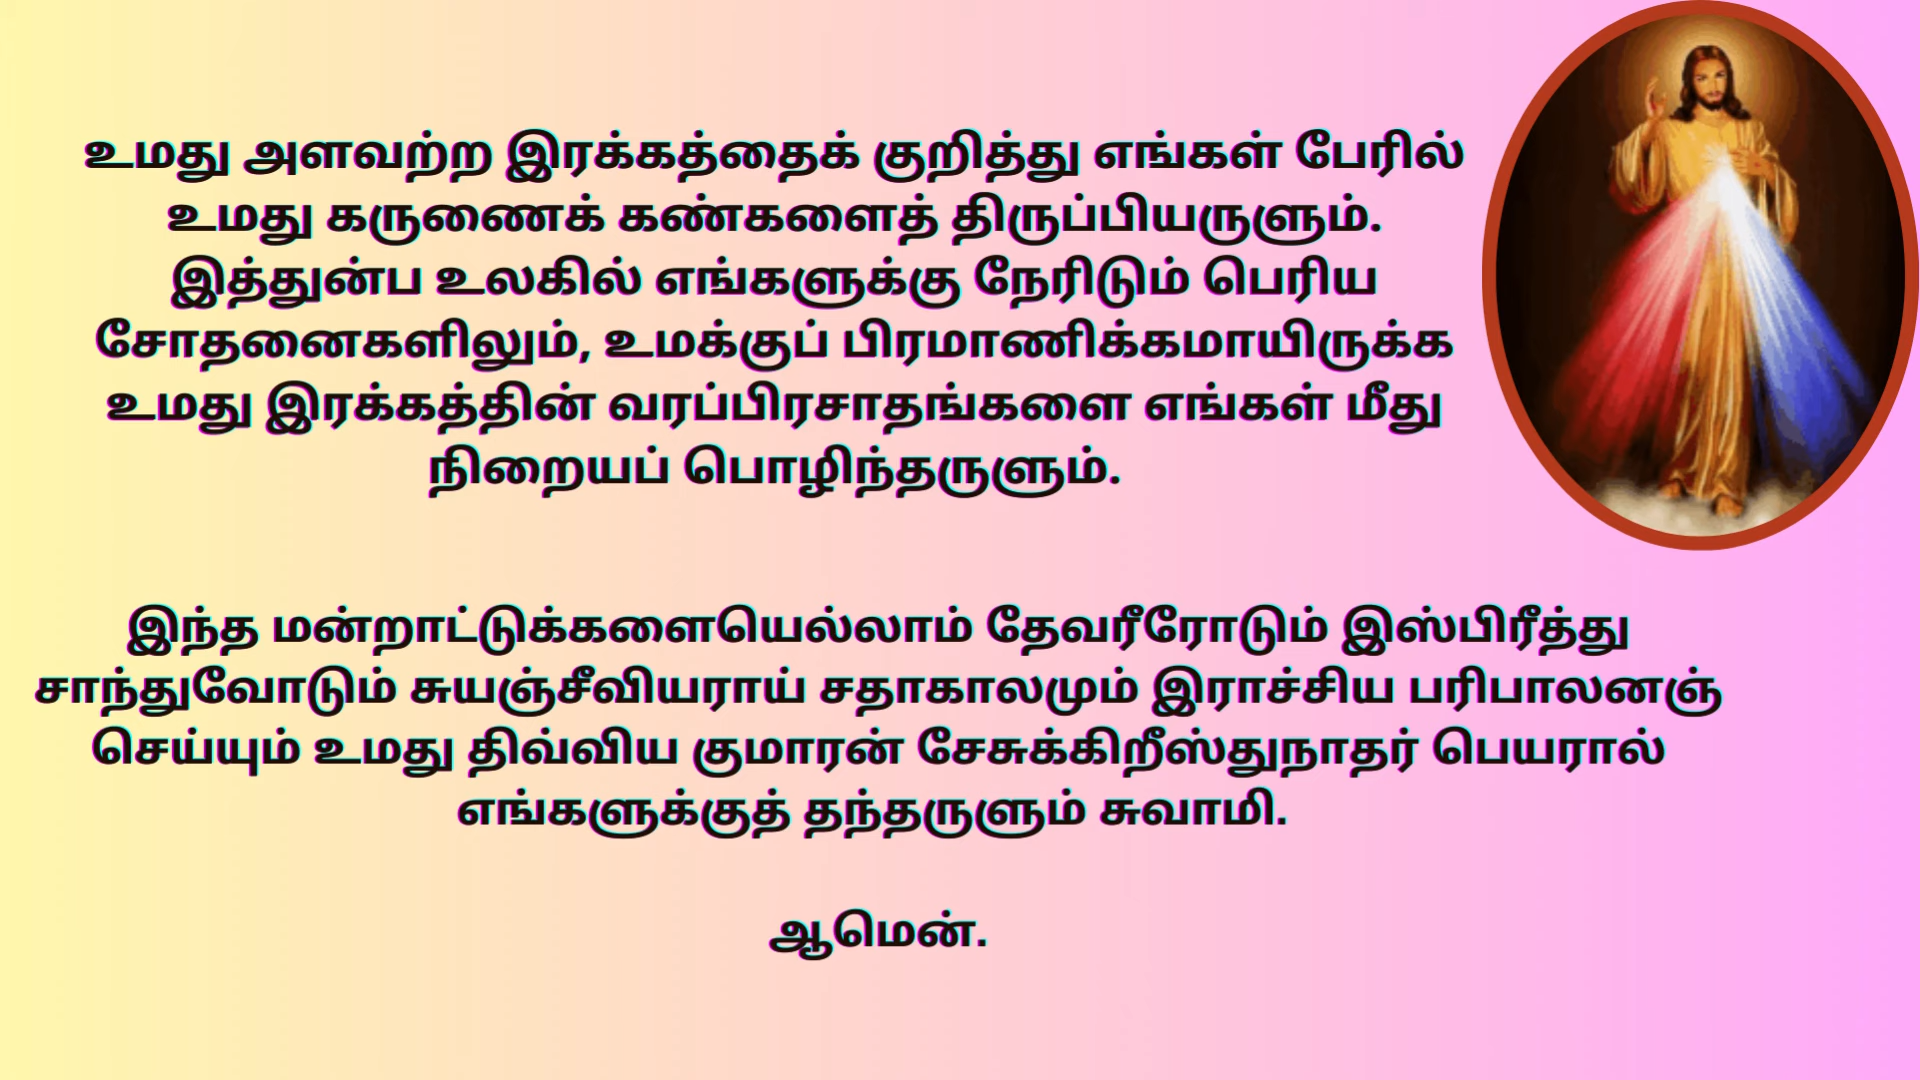 உமது அளவற்ற இரக்கத்தைக் குறித்து எங்கள் பேரில்
உமது கருணைக் கண்களைத் திருப்பியருளும்.
இத்துன்ப உலகில் எங்களுக்கு நேரிடும் பெரிய
சோதனைகளிலும், உமக்குப் பிரமாணிக்கமாயிருக்க
உமது இரக்கத்தின் வரப்பிரசாதங்களை எங்கள் மீது
நிறையப் பொழிந்தருளும்.
இந்த மன்றாட்டுக்களையெல்லாம் தேவரீரோடும் இஸ்பிரீத்து
சாந்துவோடும் சுயஞ்சீவியராய் சதாகாலமும் இராச்சிய பரிபாலனஞ்
செய்யும் உமது திவ்விய குமாரன் சேசுக்கிறீஸ்துநாதர் பெயரால்
எங்களுக்குத் தந்தருளும் சுவாமி.
ஆமென்.